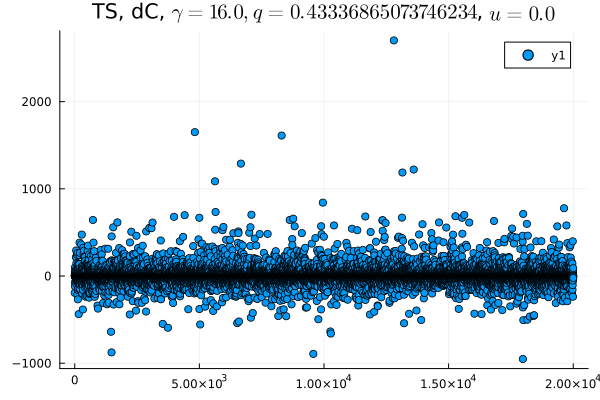 TS, dC, γ = 16.0, q = 0.43336865073746234, u = 0.0
y1
2000
1000
0
−1000
0 5.00×10³ 1.00×10⁴ 1.50×10⁴ 2.00×10⁴